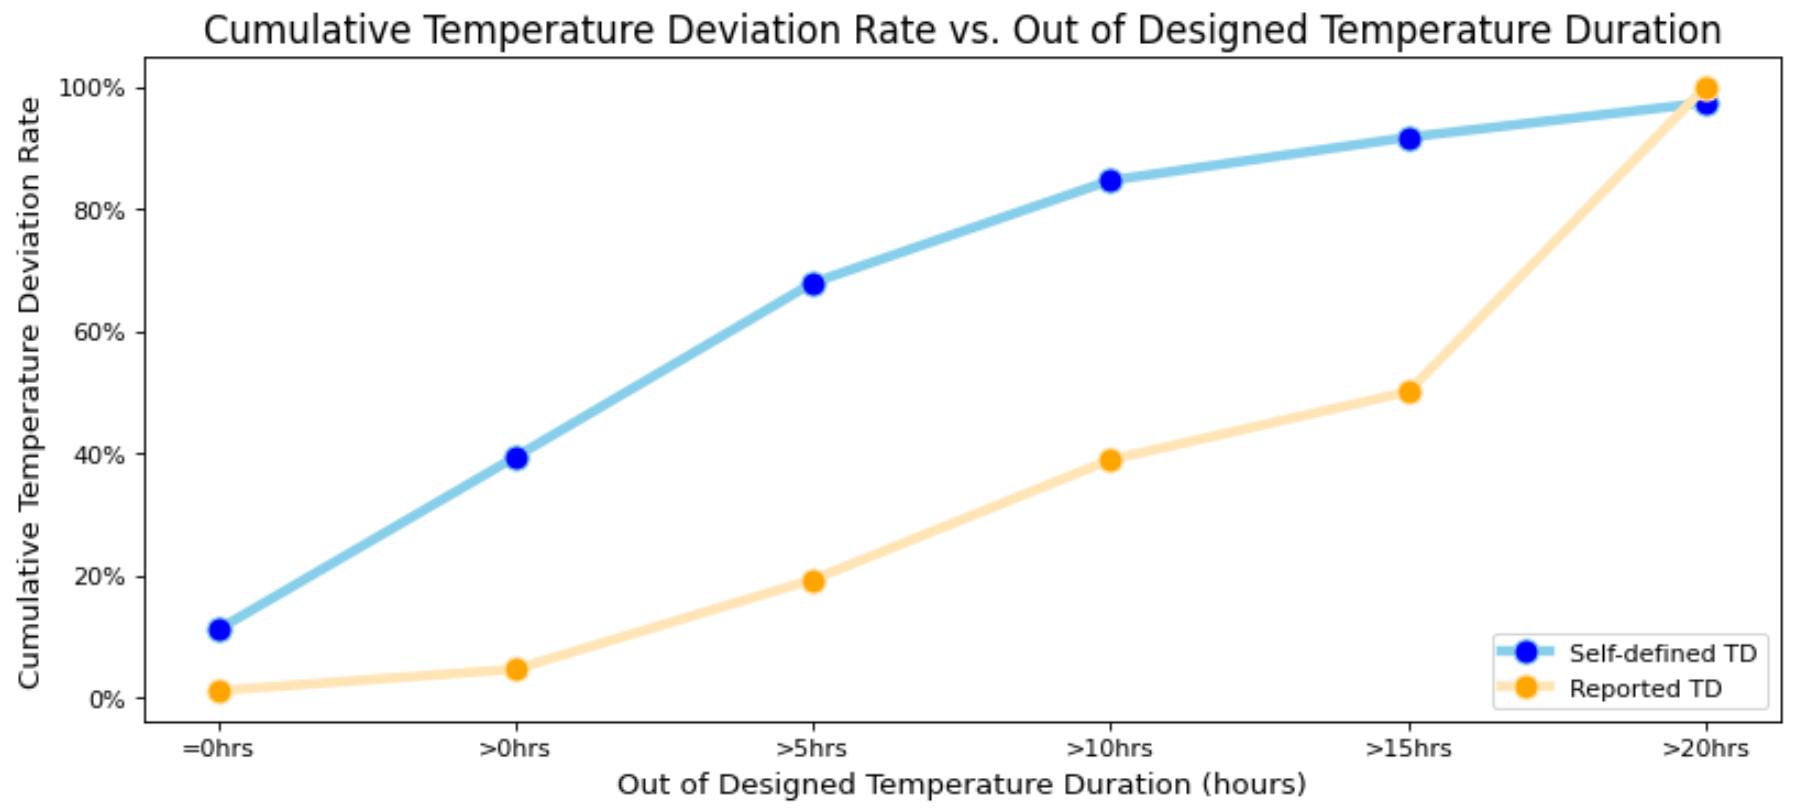 Cumulative Temperature Deviation Rate vs. Out of Designed Temperature Duration
Cumulative Temperature Deviation Rate
100%
80%
60%
40%
20%
0%
=0hrs
>0hrs
>5hrs
>10hrs
>15hrs
>20hrs
Out of Designed Temperature Duration (hours)
Self-defined TD
Reported TD